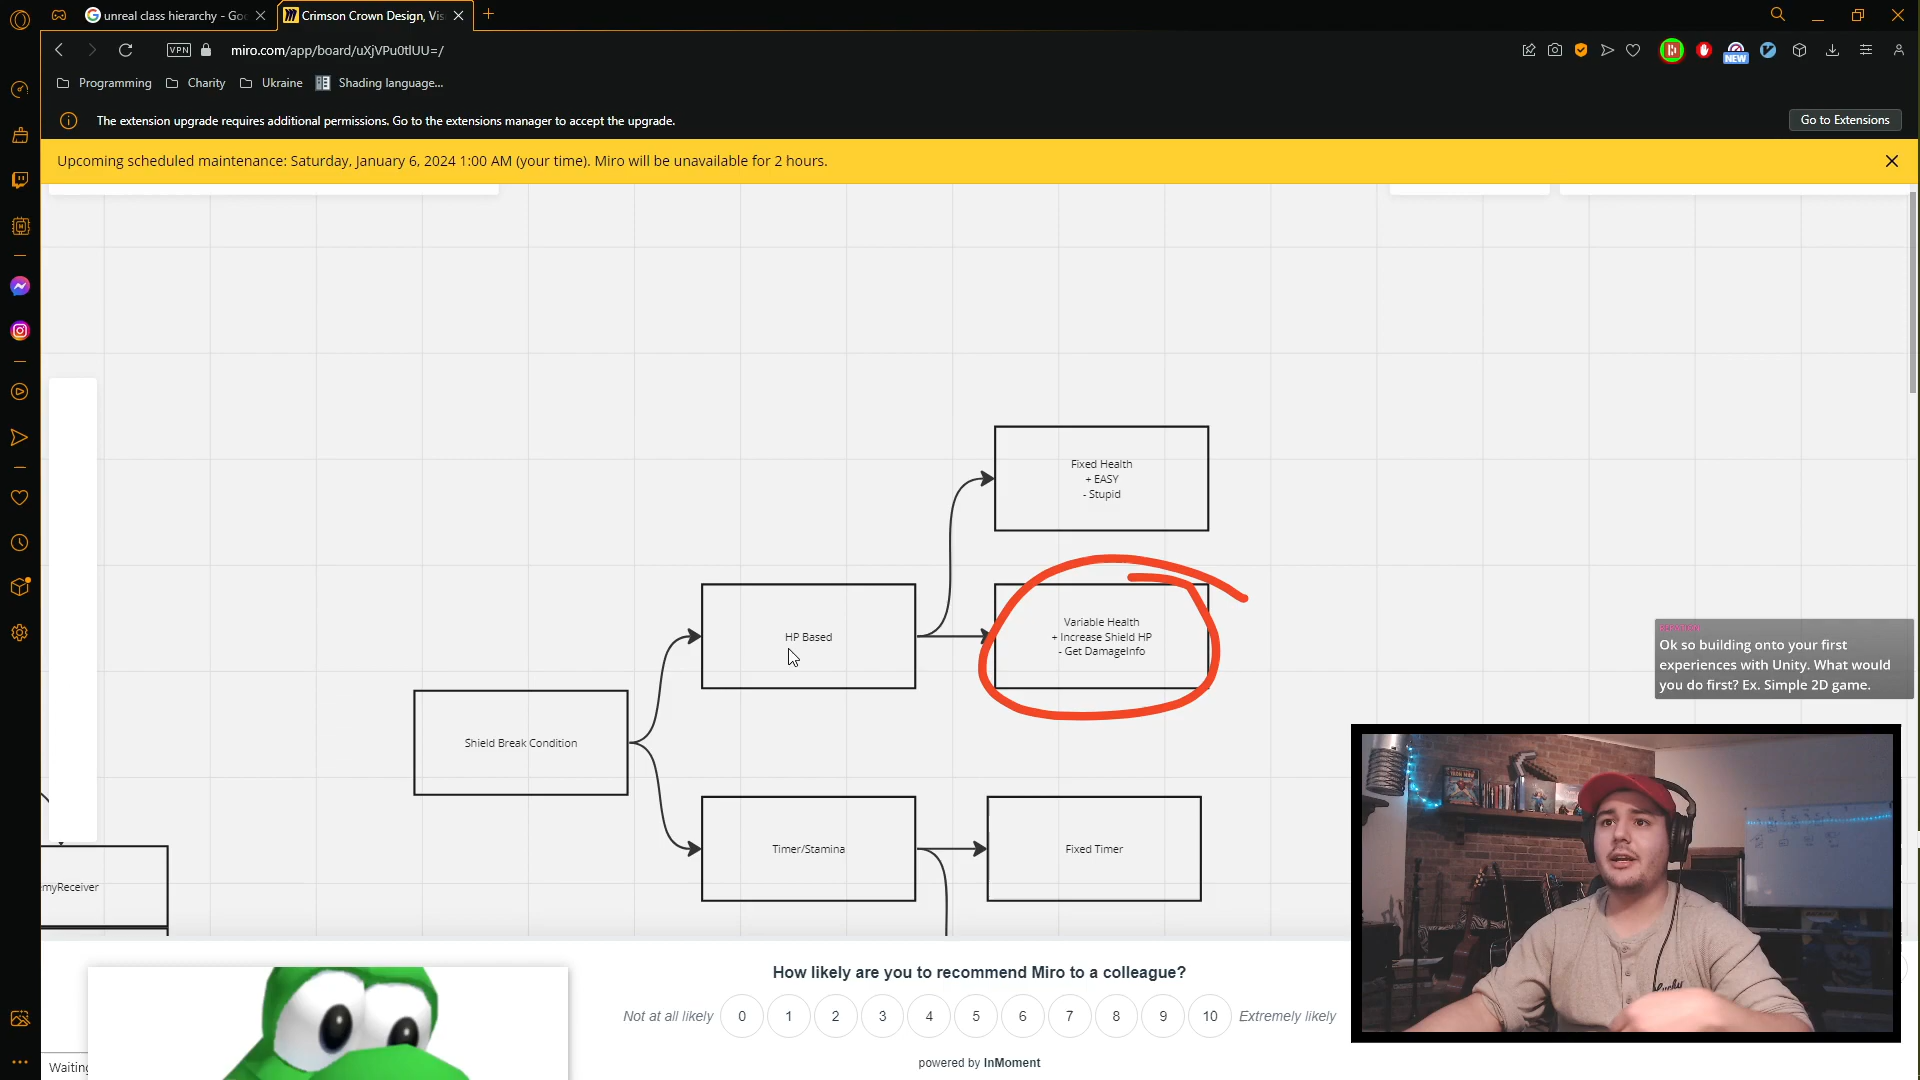 unreal class hierarchy - Goo
Crimson Crown Design, Vis
VPN
miro.com/app/board/uXjVPu0tlUU=/
NEW
Programming
Charity
Ukraine
Shading language...
The extension upgrade requires additional permissions. Go to the extensions manager to accept the upgrade.
Go to Extensions
Upcoming scheduled maintenance: Saturday, January 6, 2024 1:00 AM (your time). Miro will be unavailable for 2 hours.
Fixed Health
+ EASY
- Stupid
HP Based
Variable Health
+ Increase Shield HP
- Get DamageInfo
Shield Break Condition
Timer/Stamina
Fixed Timer
myReceiver
Ok so building onto your first
experiences with Unity. What would
you do first? Ex. Simple 2D game.
How likely are you to recommend Miro to a colleague?
Not at all likely 0 1 2 3 4 5 6 7 8 9 10 Extremely likely
powered by InMoment
Waiting
Lucky